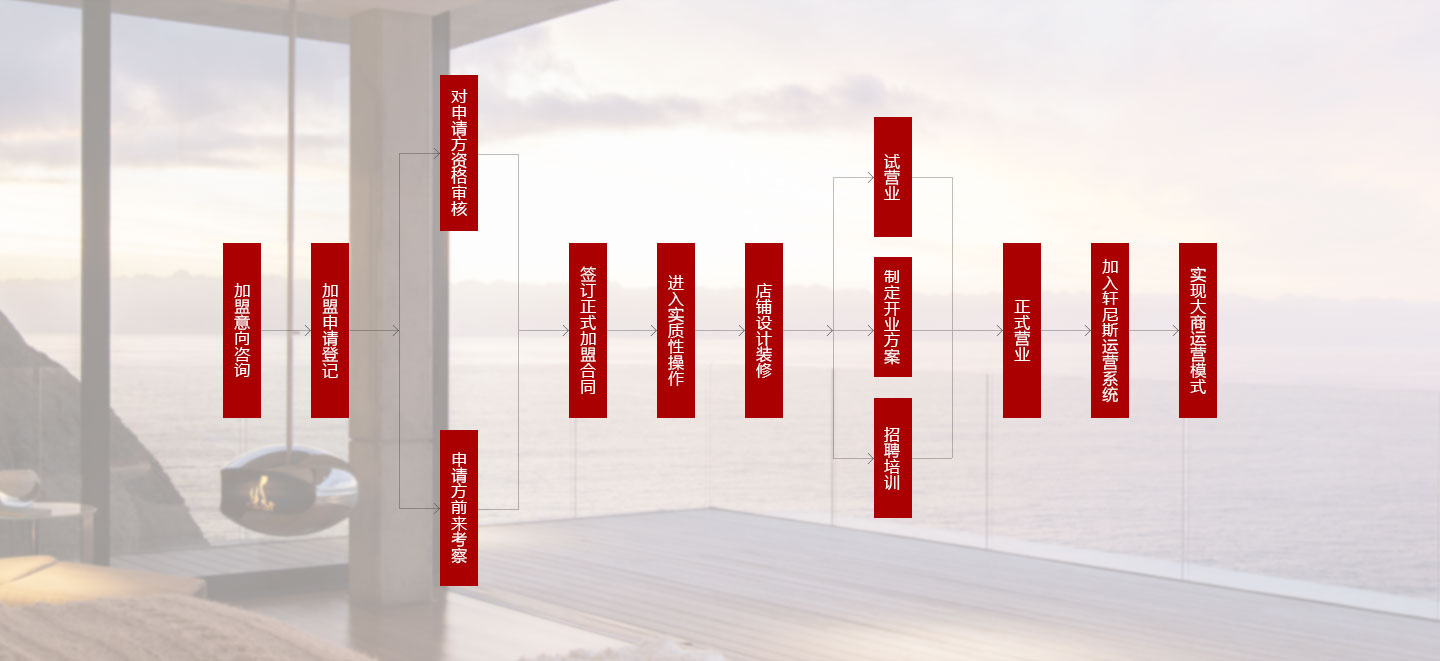 加盟意向咨询
加盟申请登记
对申请方资格审核
申请方前来考察
签订正式加盟合同
进入实质性操作
店铺设计装修
试营业
制定开业方案
招聘培训
正式营业
加入轩尼斯运营系统
实现大商运营模式